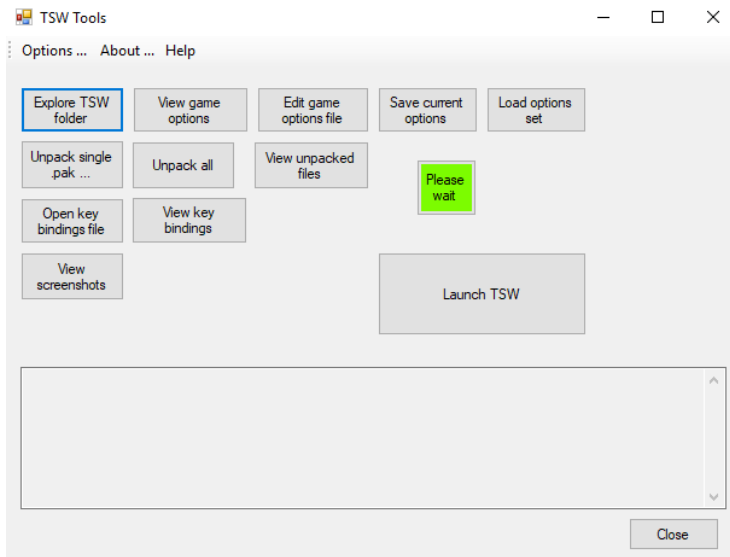 TSW Tools
Options ... About ... Help
Explore TSW
folder
View game
options
Edit game
options file
Save current
options
Load options
set
Unpack single
.pak ...
Unpack all
View unpacked
files
Please
wait
Open key
bindings file
View key
bindings
View
screenshots
Launch TSW
Close